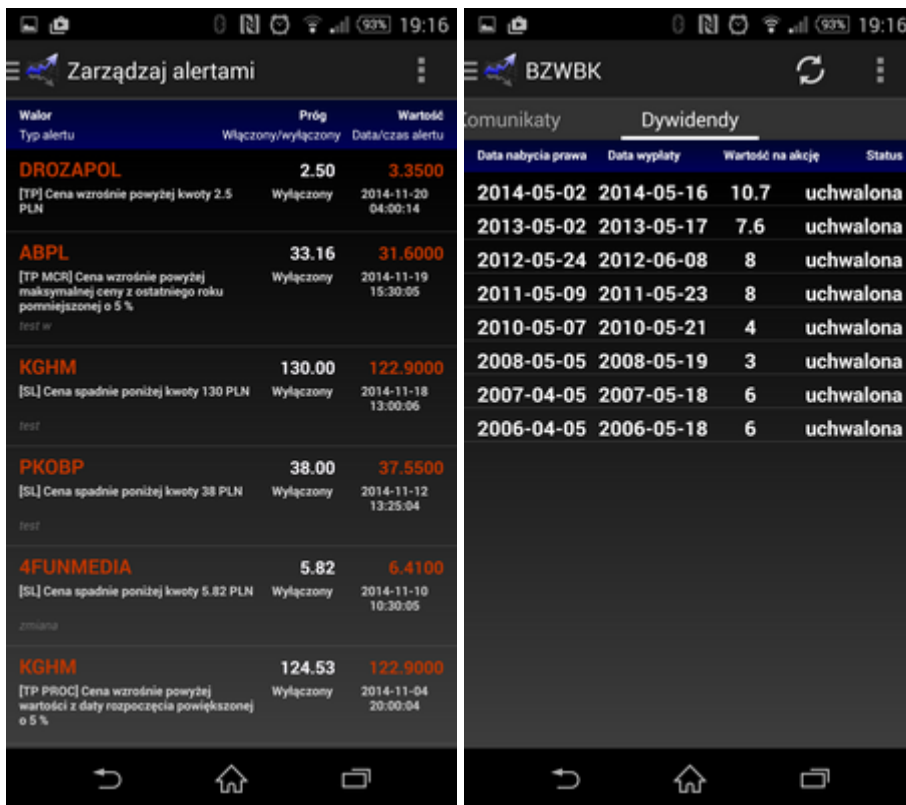 93% 19:16
Zarządzaj alertami
Walor Próg Wartość
Typ alertu Włączony/wyłączony Data/czas alertu
DROZAPOL 2.50 3.3500
[TP] Cena wzrośnie powyżej kwoty 2.5 Wyłączony 2014-11-20
PLN 04:00:14
ABPL 33.16 31.6000
[TP MCR] Cena wzrośnie powyżej Wyłączony 2014-11-19
maksymalnej ceny z ostatniego roku 15:30:05
pomniejszonej o 5 %
test w
KGHM 130.00 122.9000
[SL] Cena spadnie poniżej kwoty 130 PLN Wyłączony 2014-11-18
13:00:06
test
PKOBP 38.00 37.5500
[SL] Cena spadnie poniżej kwoty 38 PLN Wyłączony 2014-11-12
13:25:04
test
4FUNMEDIA 5.82 6.4100
[SL] Cena spadnie poniżej kwoty 5.82 PLN Wyłączony 2014-11-10
10:30:05
zmiana
KGHM 124.53 122.9000
[TP PROC] Cena wzrośnie powyżej Wyłączony 2014-11-04
wartości z daty rozpoczęcia powiększonej 20:00:04
o 5 %
93% 19:16
BZWBK
omunikaty Dywidendy
Data nabycia prawa Data wypłaty Wartość na akcję Status
2014-05-02 2014-05-16 10.7 uchwalona
2013-05-02 2013-05-17 7.6 uchwalona
2012-05-24 2012-06-08 8 uchwalona
2011-05-09 2011-05-23 8 uchwalona
2010-05-07 2010-05-21 4 uchwalona
2008-05-05 2008-05-19 3 uchwalona
2007-04-05 2007-05-18 6 uchwalona
2006-04-05 2006-05-18 6 uchwalona